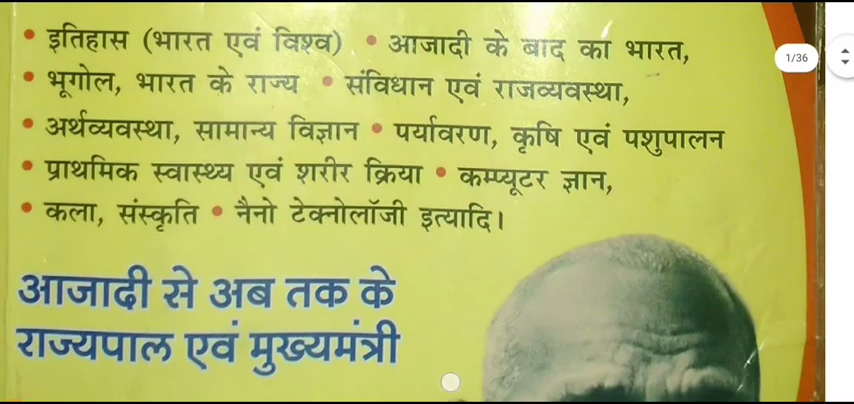 • इतिहास (भारत एवं विश्व) • आजादी के बाद का भारत,
1/36
• भूगोल, भारत के राज्य • संविधान एवं राजव्यवस्था,
• अर्थव्यवस्था, सामान्य विज्ञान • पर्यावरण, कृषि एवं पशुपालन
• प्राथमिक स्वास्थ्य एवं शरीर क्रिया • कम्प्यूटर ज्ञान,
• कला, संस्कृति • नैनो टेक्नोलॉजी इत्यादि।
आजादी से अब तक के
राज्यपाल एवं मुख्यमंत्री